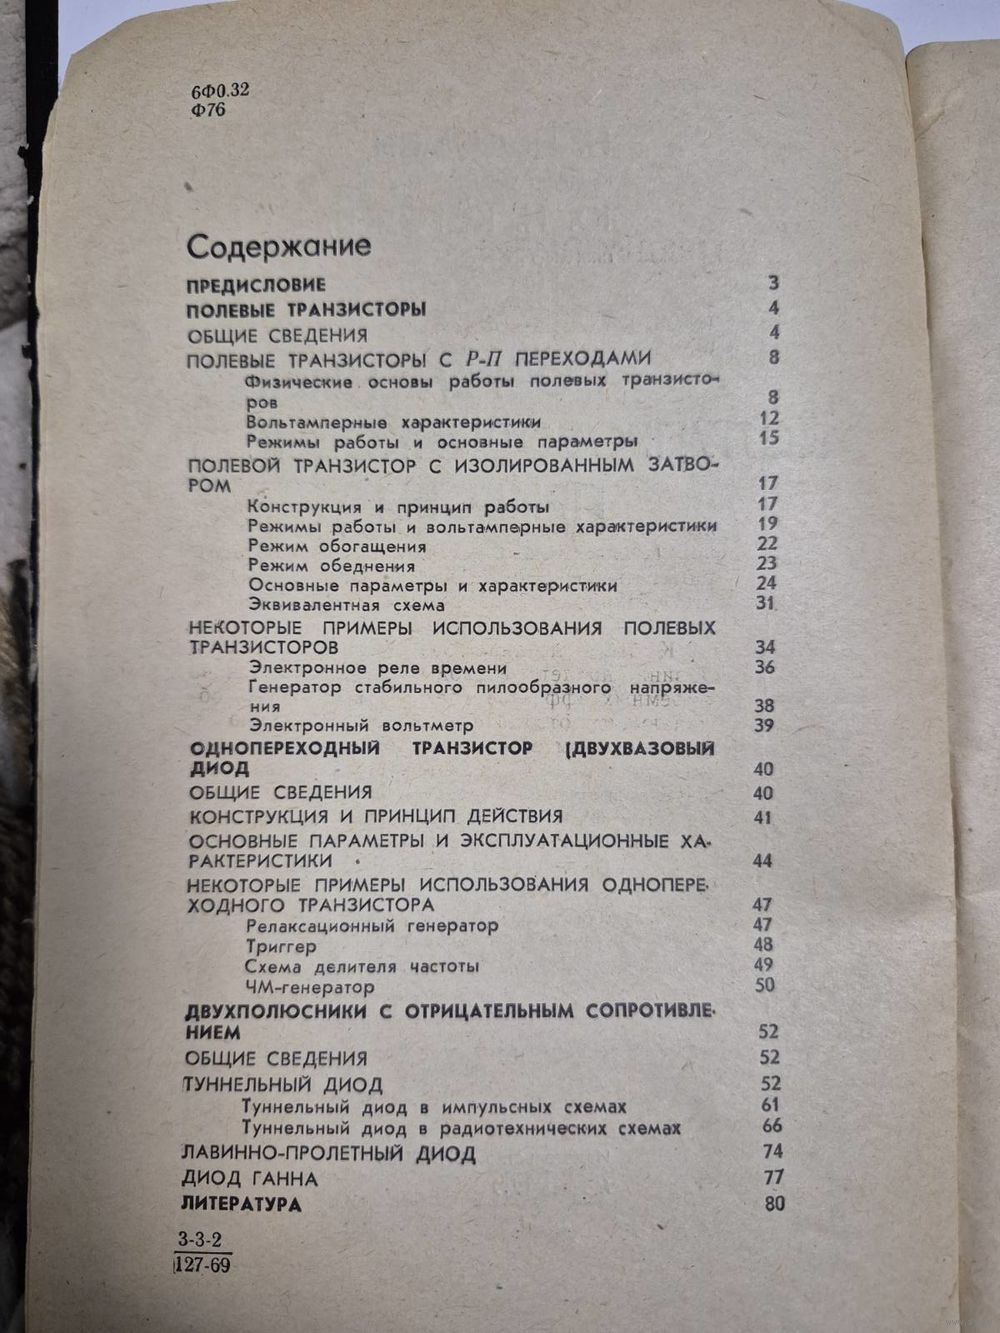 6Ф0.32
Ф76
Содержание
ПРЕДИСЛОВИЕ 3
ПОЛЕВЫЕ ТРАНЗИСТОРЫ 4
ОБЩИЕ СВЕДЕНИЯ 4
ПОЛЕВЫЕ ТРАНЗИСТОРЫ С Р-П ПЕРЕХОДАМИ 8
Физические основы работы полевых транзисто-
ров 8
Вольтамперные характеристики 12
Режимы работы и основные параметры 15
ПОЛЕВОЙ ТРАНЗИСТОР С ИЗОЛИРОВАННЫМ ЗАТВО-
РОМ 17
Конструкция и принцип работы 17
Режимы работы и вольтамперные характеристики 19
Режим обогащения 22
Режим обеднения 23
Основные параметры и характеристики 24
Эквивалентная схема 31
НЕКОТОРЫЕ ПРИМЕРЫ ИСПОЛЬЗОВАНИЯ ПОЛЕВЫХ
ТРАНЗИСТОРОВ 34
Электронное реле времени 36
Генератор стабильного пилообразного напряже-
ния 38
Электронный вольтметр 39
ОДНОПЕРЕХОДНЫЙ ТРАНЗИСТОР (ДВУХВАЗОВЫЙ
ДИОД 40
ОБЩИЕ СВЕДЕНИЯ 40
КОНСТРУКЦИЯ И ПРИНЦИП ДЕЙСТВИЯ 41
ОСНОВНЫЕ ПАРАМЕТРЫ И ЭКСПЛУАТАЦИОННЫЕ ХА-
РАКТЕРИСТИКИ 44
НЕКОТОРЫЕ ПРИМЕРЫ ИСПОЛЬЗОВАНИЯ ОДНОПЕРЕ-
ХОДНОГО ТРАНЗИСТОРА 47
Релаксационный генератор 47
Триггер 48
Схема делителя частоты 49
ЧМ-генератор 50
ДВУХПОЛЮСНИКИ С ОТРИЦАТЕЛЬНЫМ СОПРОТИВЛЕ-
НИЕМ 52
ОБЩИЕ СВЕДЕНИЯ 52
ТУННЕЛЬНЫЙ ДИОД 52
Туннельный диод в импульсных схемах 61
Туннельный диод в радиотехнических схемах 66
ЛАВИННО-ПРОЛЕТНЫЙ ДИОД 74
ДИОД ГАННА 77
ЛИТЕРАТУРА 80
3-3-2
127-69